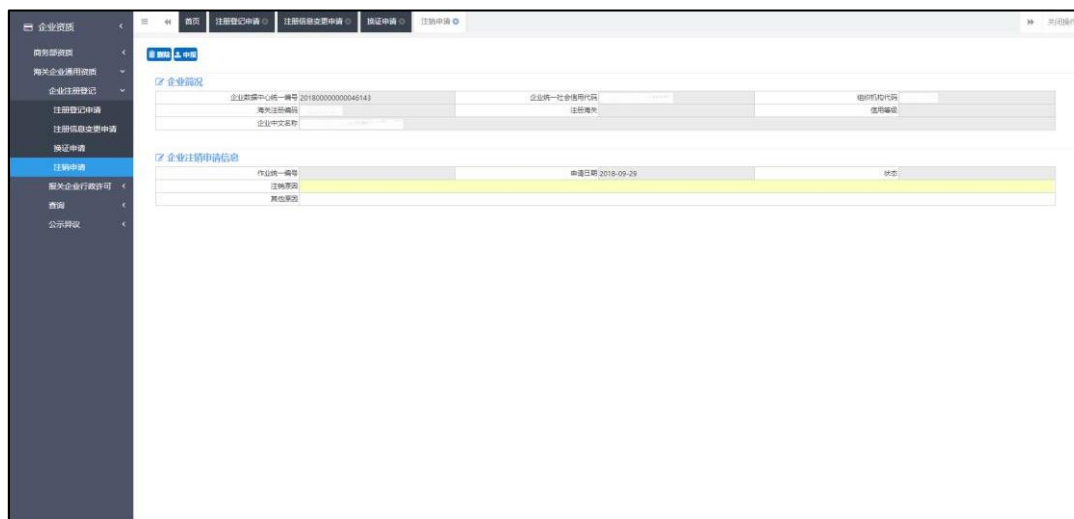 企业资质
商务部资质
海关企业通用资质
企业注册登记
注册登记申请
注册信息变更申请
换证申请
注销申请
报关企业行政许可
查询
公示异议
首页 注册登记申请 注册信息变更申请 换证申请 注销申请 关闭操作
删除 申报
企业简况
企业数据中心统一编号 201800000000046143 企业统一社会信用代码 组织机构代码
海关注册编码 注册海关 信用等级
企业中文名称
企业注销申请信息
作业统一编号 申请日期 2018-09-29 状态
注销原因
其他原因